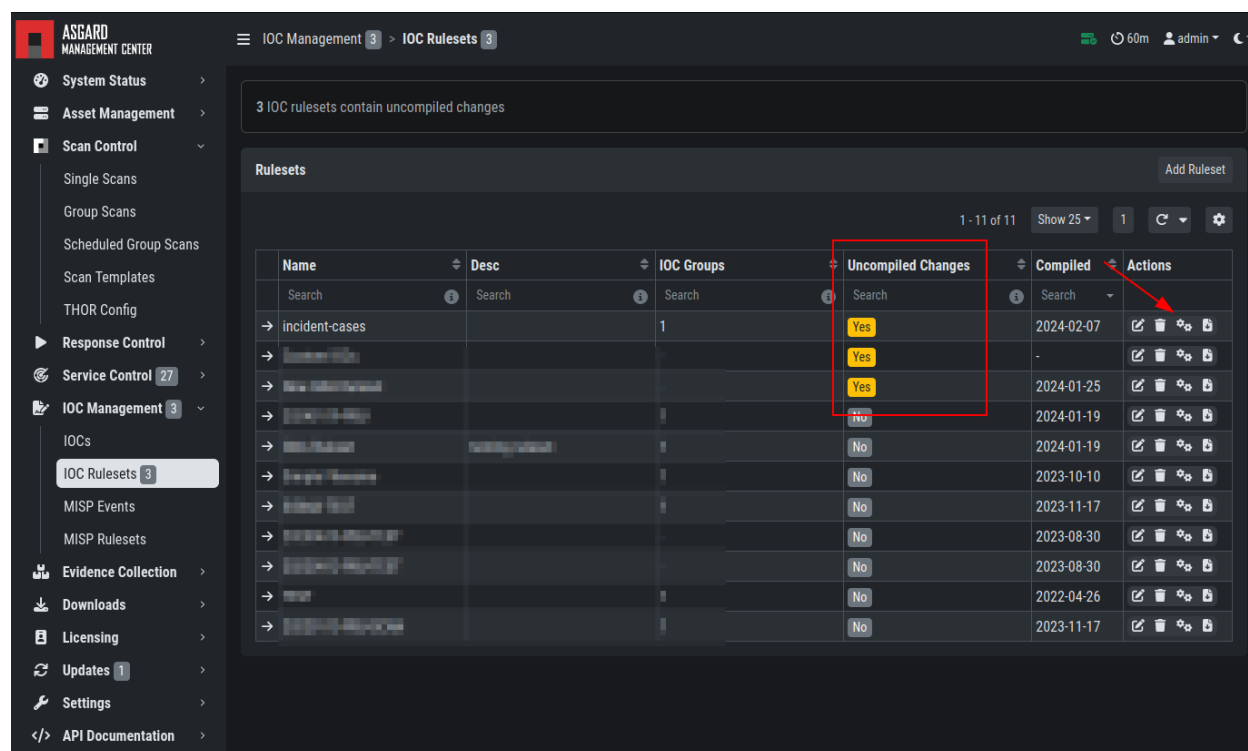 ASGARD
MANAGEMENT CENTER
IOC Management 3 > IOC Rulesets 3
60m admin
System Status
Asset Management
Scan Control
Single Scans
Group Scans
Scheduled Group Scans
Scan Templates
THOR Config
Response Control
Service Control 27
IOC Management 3
IOCs
IOC Rulesets 3
MISP Events
MISP Rulesets
Evidence Collection
Downloads
Licensing
Updates 1
Settings
</> API Documentation
3 IOC rulesets contain uncompiled changes
Rulesets Add Ruleset
1 - 11 of 11 Show 25 1
Name Desc IOC Groups Uncompiled Changes Compiled Actions
Search Search Search Search Search
incident-cases 1 Yes 2024-02-07
Yes -
Yes 2024-01-25
No 2024-01-19
No 2024-01-19
No 2023-10-10
No 2023-11-17
No 2023-08-30
No 2023-08-30
No 2022-04-26
No 2023-11-17